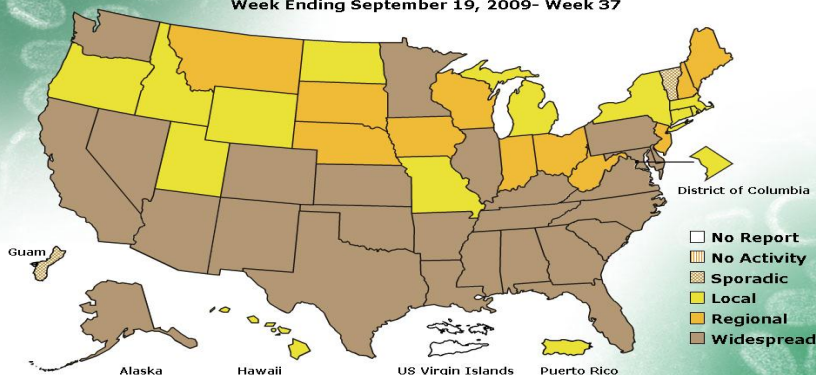 Week Ending September 19, 2009- Week 37
District of Columbia
Guam
No Report
No Activity
Sporadic
Local
Regional
Widespread
Alaska
Hawaii
US Virgin Islands
Puerto Rico